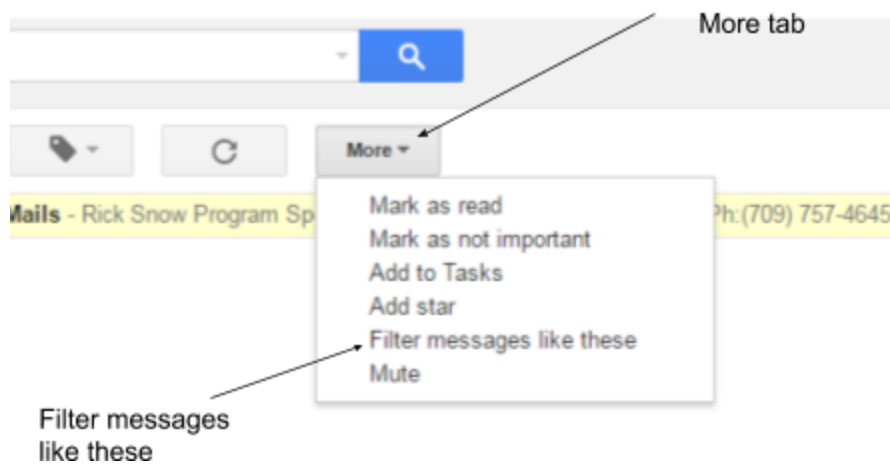 More tab
More
Mails - Rick Snow Program Sp
Ph:(709) 757-4645
Mark as read
Mark as not important
Add to Tasks
Add star
Filter messages like these
Mute
Filter messages
like these